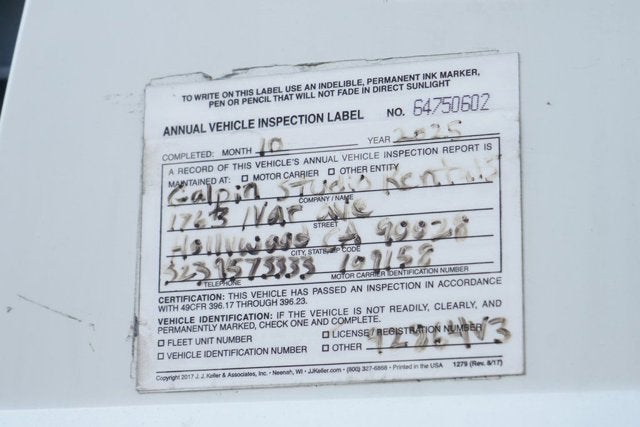 TO WRITE ON THIS LABEL USE AN INDELIBLE, PERMANENT INK MARKER,
PEN OR PENCIL THAT WILL NOT FADE IN DIRECT SUNLIGHT
ANNUAL VEHICLE INSPECTION LABEL NO. 64750602
COMPLETED: MONTH 10 YEAR 2025
A RECORD OF THIS VEHICLE'S ANNUAL VEHICLE INSPECTION REPORT IS
MAINTAINED AT: □ MOTOR CARRIER □ OTHER ENTITY
Galpin Studio Rentals
COMPANY NAME
1763 IVar Ave
STREET
Hollywood CA 90028
CITY, STATE, ZIP CODE
3239573333
TELEPHONE MOTOR CARRIER IDENTIFICATION NUMBER
CERTIFICATION: THIS VEHICLE HAS PASSED AN INSPECTION IN ACCORDANCE
WITH 49CFR 396.17 THROUGH 396.23.
VEHICLE IDENTIFICATION: IF THE VEHICLE IS NOT READILY, CLEARLY, AND
PERMANENTLY MARKED, CHECK ONE AND COMPLETE.
□ FLEET UNIT NUMBER □ LICENSE/REGISTRATION NUMBER
□ VEHICLE IDENTIFICATION NUMBER □ OTHER
Copyright 2017 J. J. Keller & Associates, Inc. • Neenah, WI • JJKeller.com • (800) 327-6868 • Printed in the USA 1279 (Rev. 8/17)